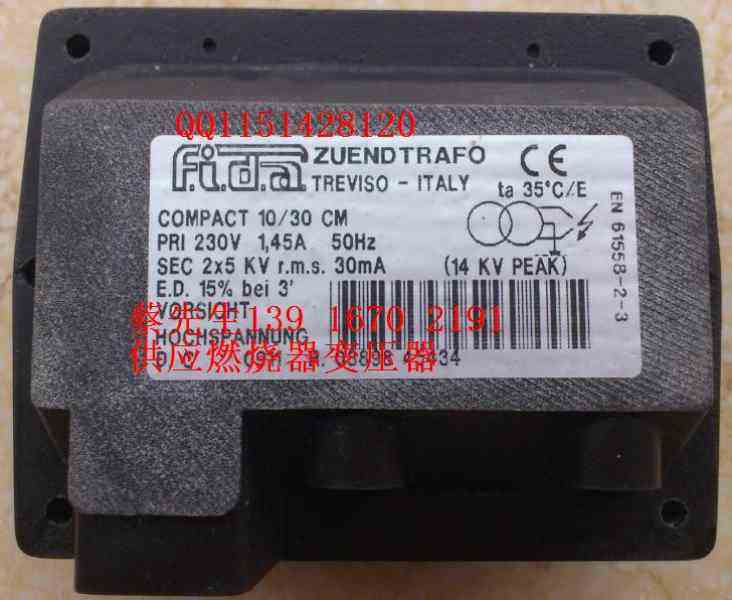 QQ1151428120
f.i.d.a. ZUENDTRAFO CE
TREVISO - ITALY ta 35°C/E
COMPACT 10/30 CM
PRI 230V 1,45A 50Hz
SEC 2x5 KV r.m.s. 30mA (14 KV PEAK)
E.D. 15% bei 3'
VORSICHT
蔡先生139 1670 2191
HOCHSPANNUNG
供应燃烧器变压器
EN 61558-2-3